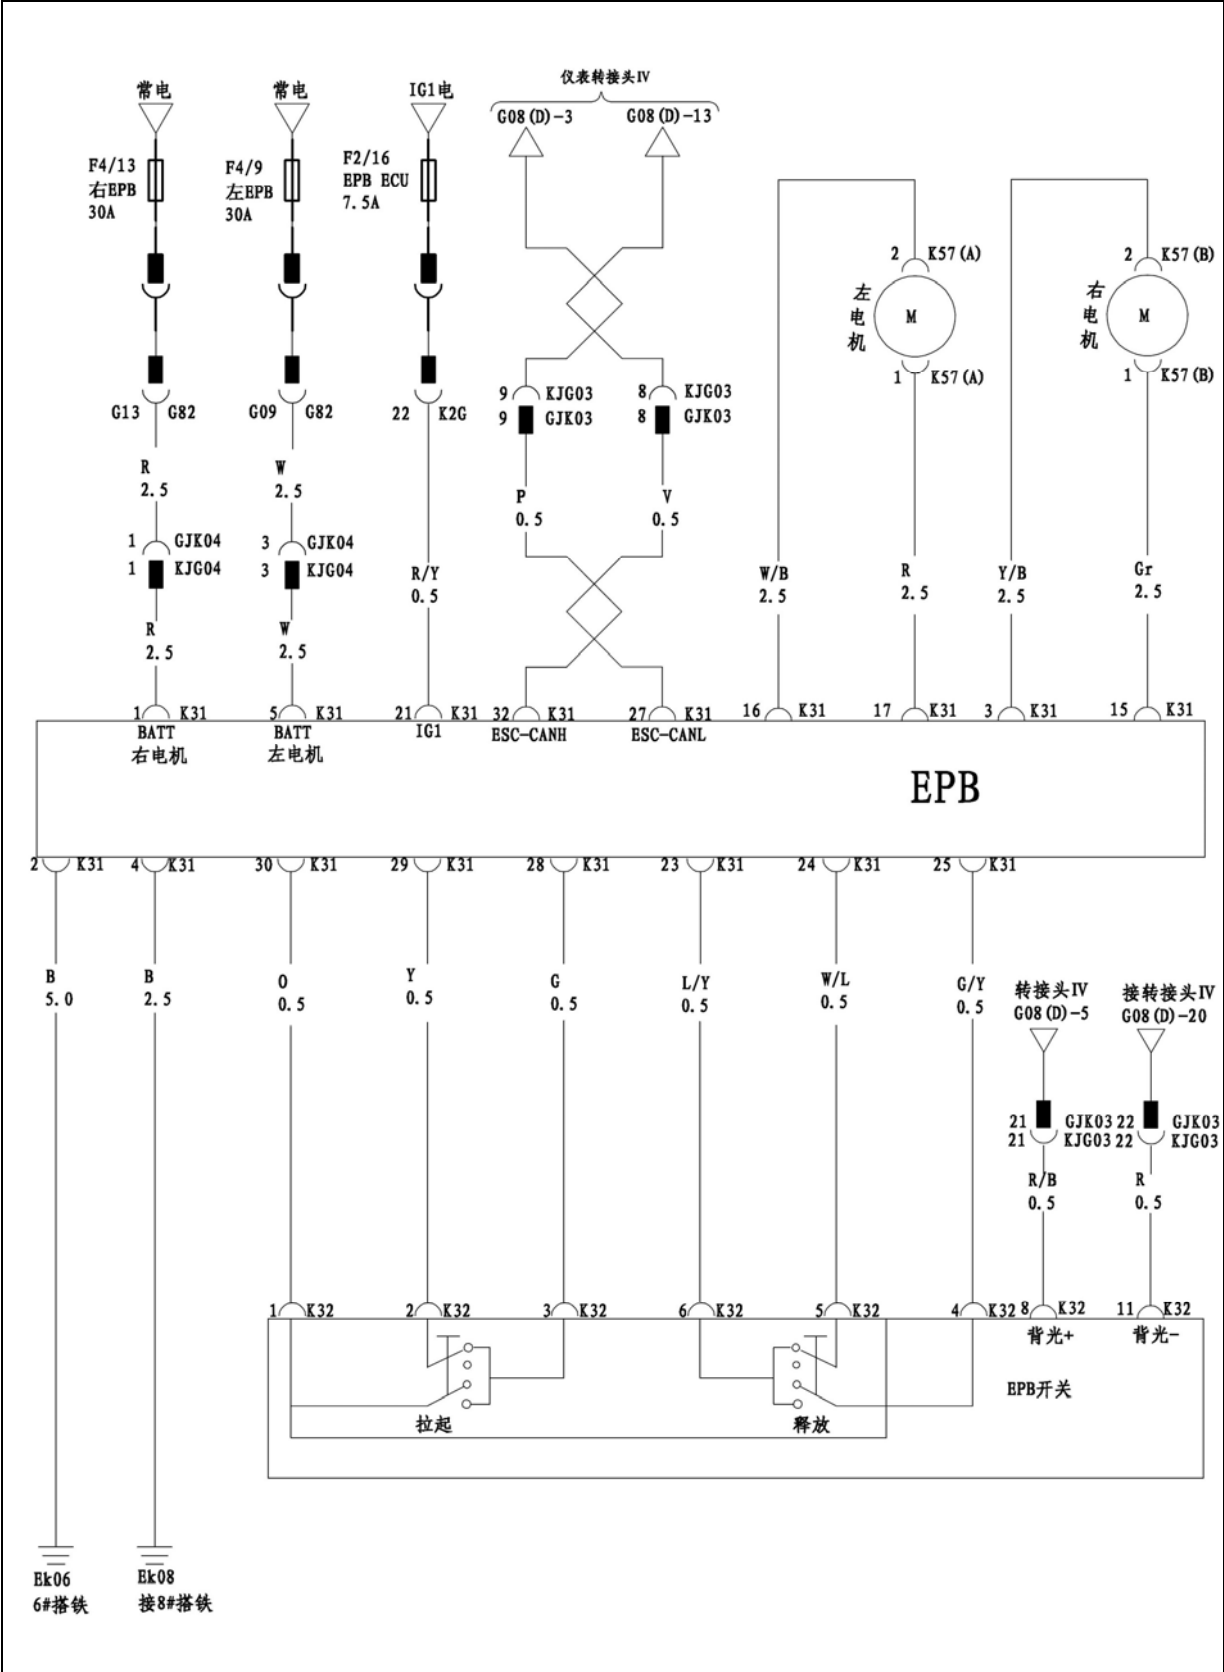 常电
常电
IG1电
仪表转接头IV
G08(D)-3
G08(D)-13
F4/13
右EPB
30A
F4/9
左EPB
30A
F2/16
EPB ECU
7.5A
2 K57(A)
左电机
M
1 K57(A)
2 K57(B)
右电机
M
1 K57(B)
G13 G82
G09 G82
22 K2G
9 KJG03
9 GJK03
8 KJG03
8 GJK03
R
2.5
W
2.5
P
0.5
V
0.5
1 GJK04
1 KJG04
3 GJK04
3 KJG04
R/Y
0.5
W/B
2.5
R
2.5
Y/B
2.5
Gr
2.5
R
2.5
W
2.5
1 K31
5 K31
21 K31
32 K31
27 K31
16 K31
17 K31
3 K31
15 K31
BATT
右电机
BATT
左电机
IG1
ESC-CANH
ESC-CANL
EPB
2 K31
4 K31
30 K31
29 K31
28 K31
23 K31
24 K31
25 K31
B
5.0
B
2.5
O
0.5
Y
0.5
G
0.5
L/Y
0.5
W/L
0.5
G/Y
0.5
转接头IV
G08(D)-5
接转接头IV
G08(D)-20
21 GJK03
21 KJG03
22 GJK03
22 KJG03
R/B
0.5
R
0.5
1 K32
2 K32
3 K32
6 K32
5 K32
4 K32
8 K32
11 K32
背光+
背光-
EPB开关
拉起
释放
Ek06
6#搭铁
Ek08
接8#搭铁